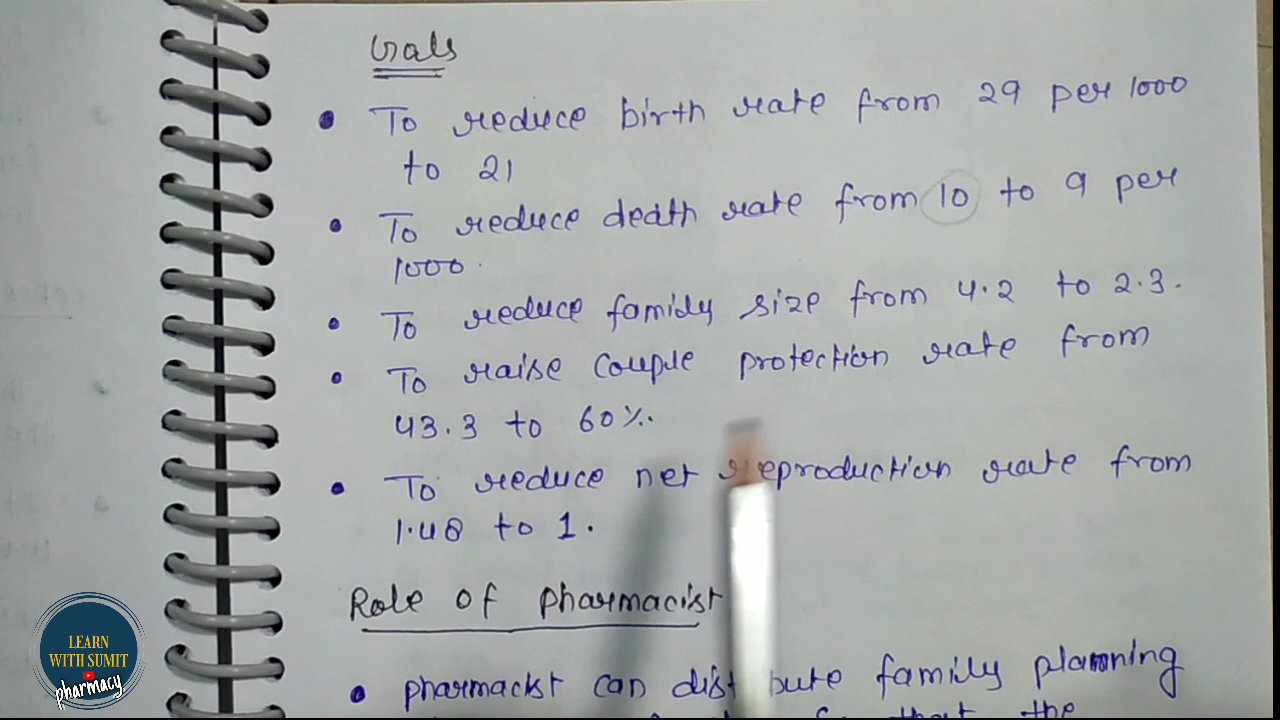 Goals
• To reduce birth rate from 29 per 1000
to 21
• To reduce death rate from 10 to 9 per
1000.
• To reduce family size from 4.2 to 2.3.
• To raise couple protection rate from
43.3 to 60%.
• To reduce net reproduction rate from
1.48 to 1.
Role of pharmacist
• pharmacist can distribute family planning
that the
LEARN
WITH SUMIT
pharmacy